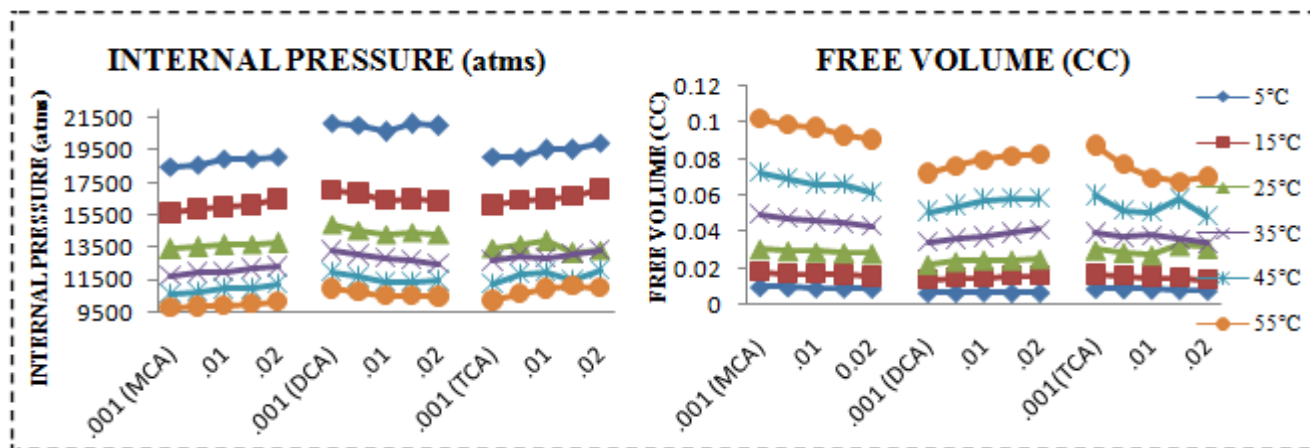 INTERNAL PRESSURE (atms)
INTERNAL PRESSURE (atms)
21500
19500
17500
15500
13500
11500
9500
.001 (MCA)
.01
.02
.001 (DCA)
.01
.02
.001 (TCA)
.01
.02
FREE VOLUME (CC)
FREE VOLUME (CC)
0.12
0.1
0.08
0.06
0.04
0.02
0
.001 (MCA)
.01
0.02
.001 (DCA)
.01
.02
.001(TCA)
.01
.02
5°C
15°C
25°C
35°C
45°C
55°C